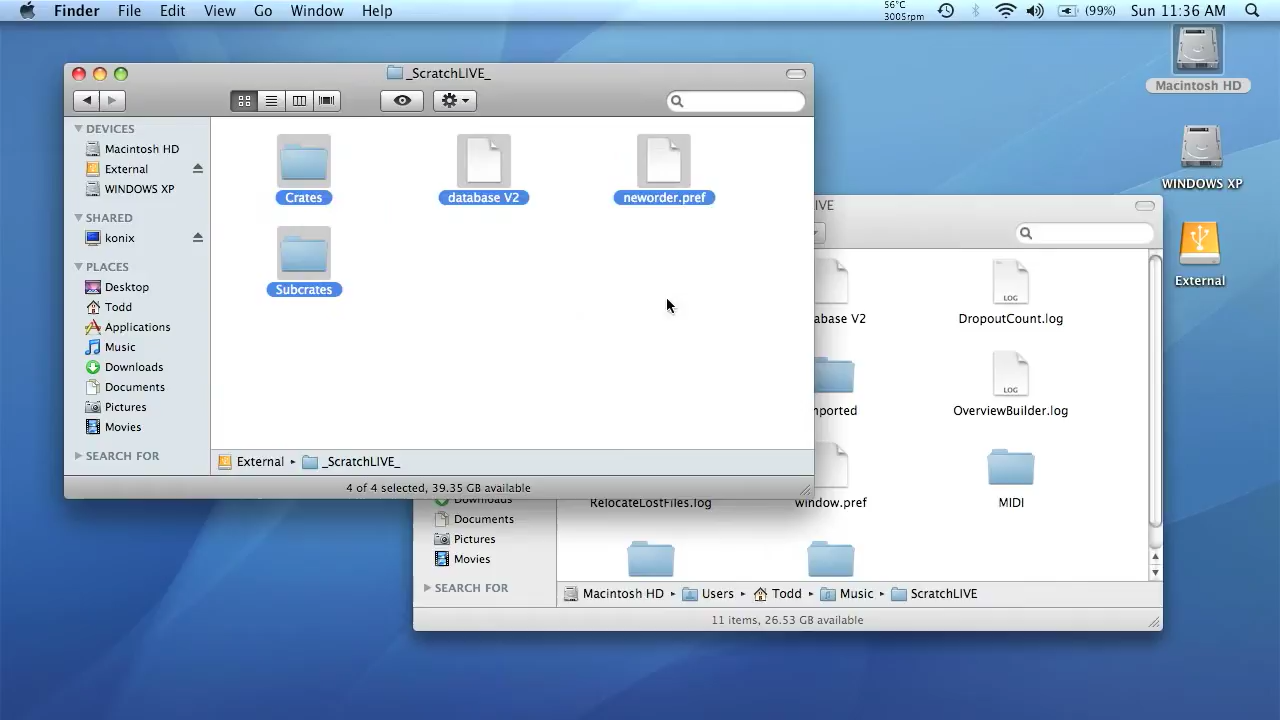 Finder File Edit View Go Window Help
56°C
3005rpm
(99%) Sun 11:36 AM
Macintosh HD
WINDOWS XP
External
_ScratchLIVE_
DEVICES
Macintosh HD
External
WINDOWS XP
SHARED
konix
PLACES
Desktop
Todd
Applications
Music
Downloads
Documents
Pictures
Movies
SEARCH FOR
Crates
database V2
neworder.pref
Subcrates
External ▸ _ScratchLIVE_
4 of 4 selected, 39.35 GB available
IVE
abase V2
DropoutCount.log
LOG
mported
OverviewBuilder.log
LOG
RelocateLostFiles.log
window.pref
MIDI
Downloads
Documents
Pictures
Movies
SEARCH FOR
Macintosh HD ▸ Users ▸ Todd ▸ Music ▸ ScratchLIVE
11 items, 26.53 GB available